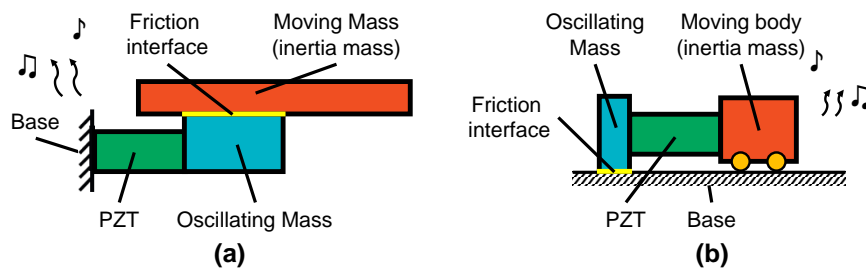 Friction
interface
Moving Mass
(inertia mass)
Base
PZT
Oscillating Mass
(a)
Oscillating
Mass
Moving body
(inertia mass)
Friction
interface
PZT
Base
(b)